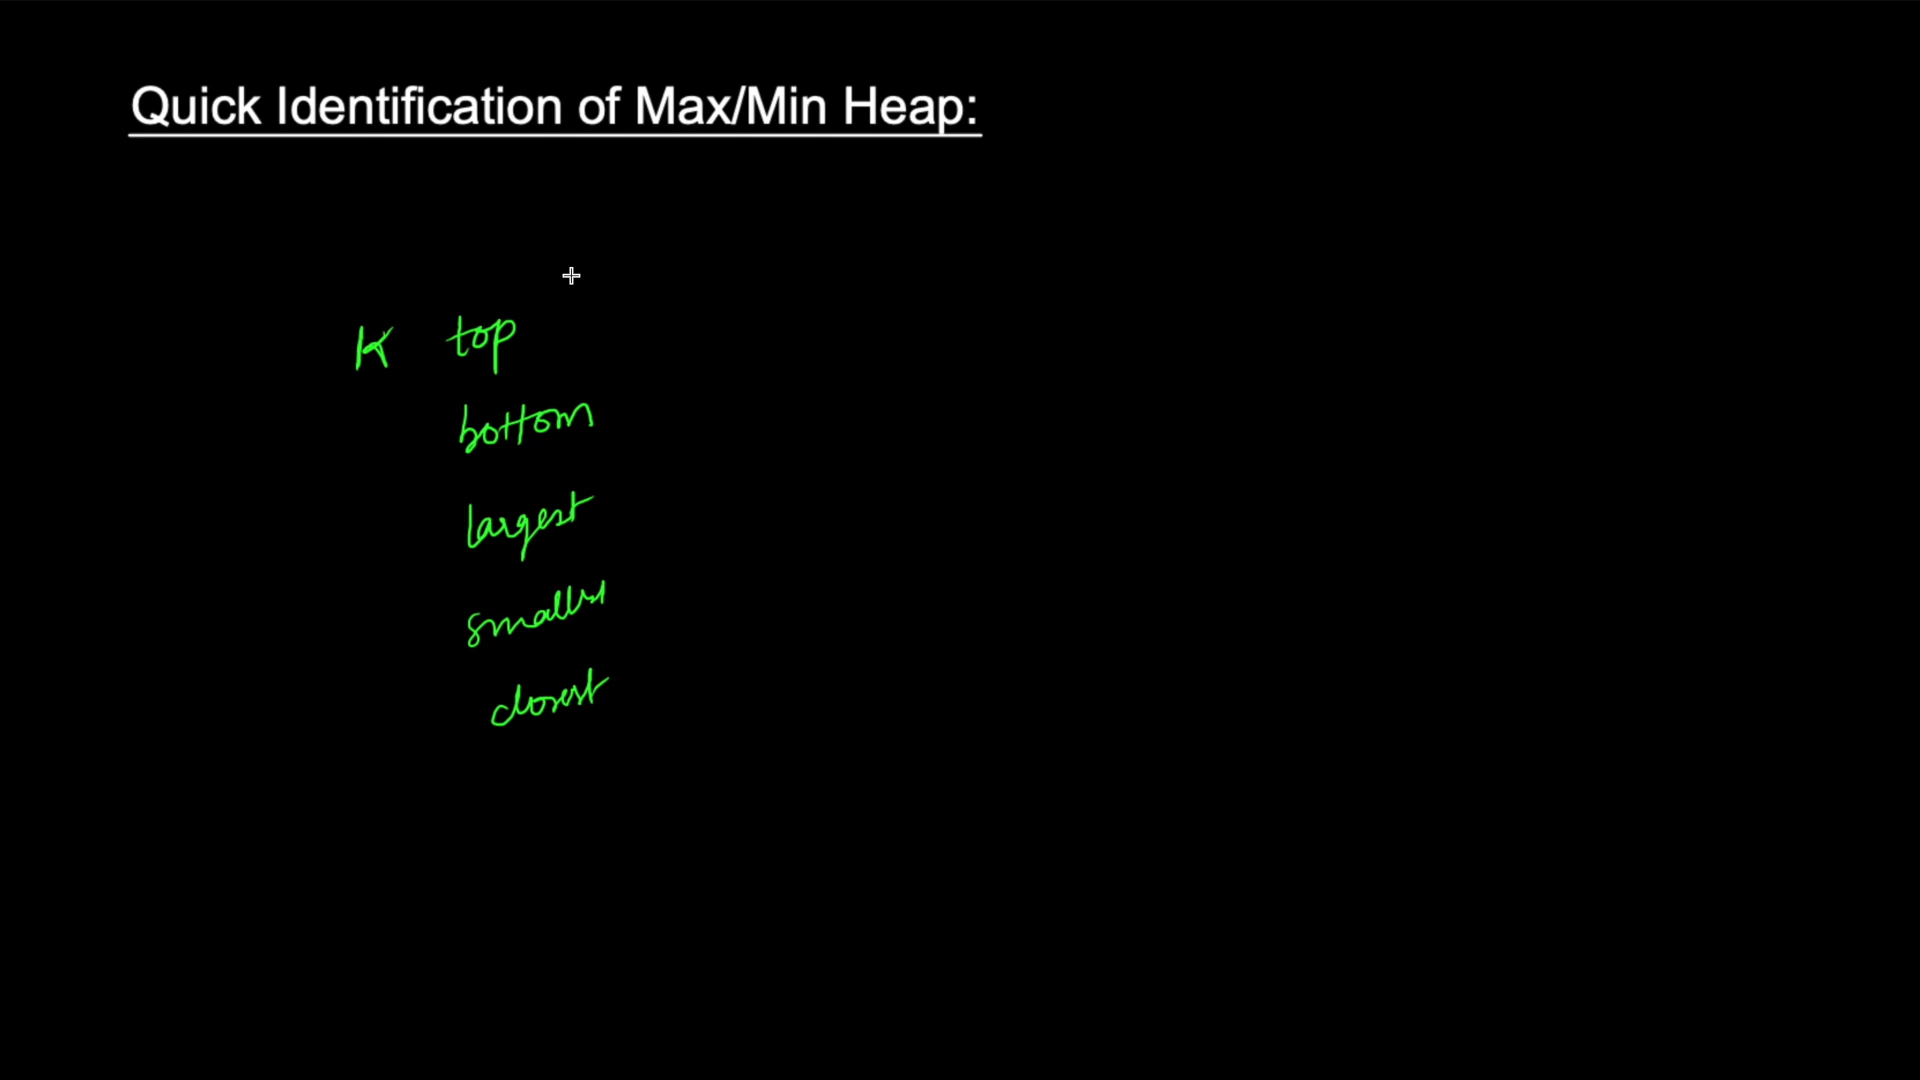 Quick Identification of Max/Min Heap:
K top
bottom
largest
smallest
closest